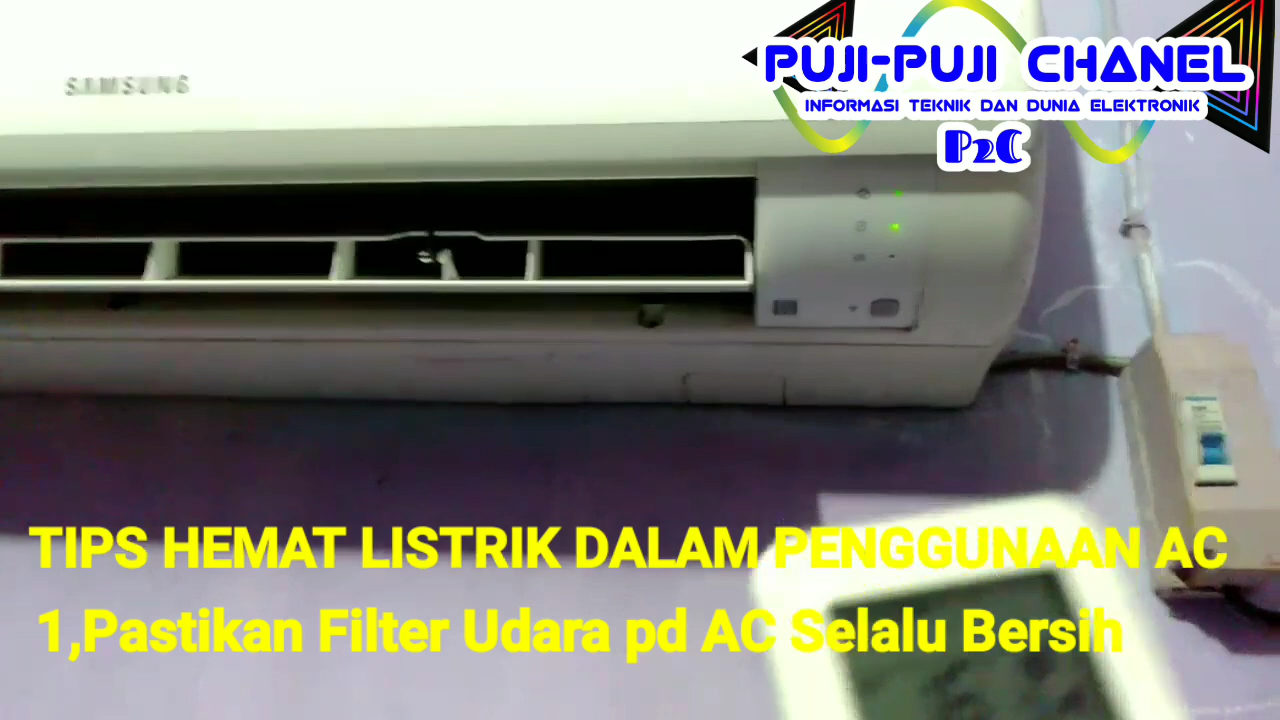 SAMSUNG
PUJI-PUJI CHANEL
INFORMASI TEKNIK DAN DUNIA ELEKTRONIK
P2C
TIPS HEMAT LISTRIK DALAM PENGGUNAAN AC
1,Pastikan Filter Udara pd AC Selalu Bersih